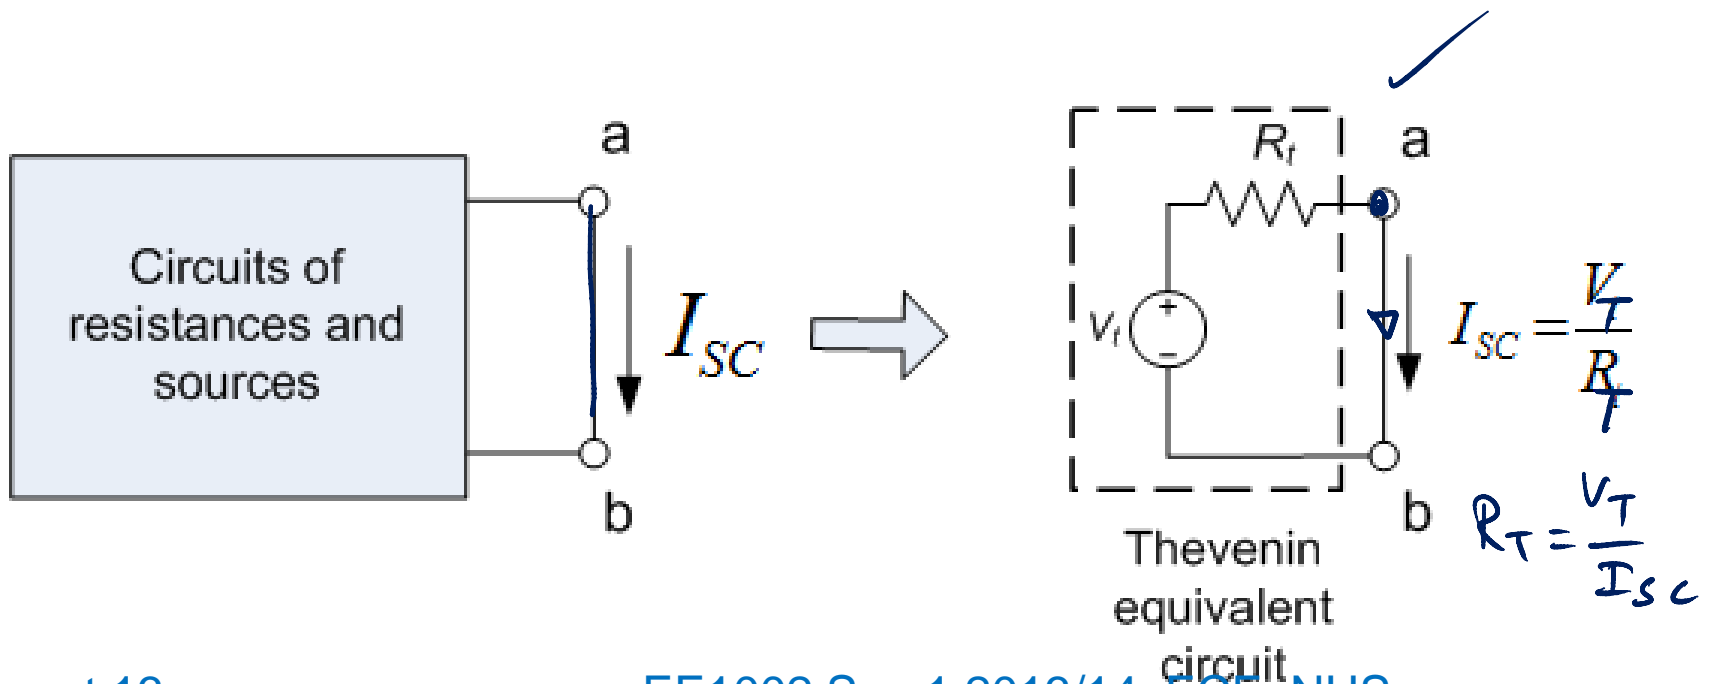 a
Circuits of
resistances and
sources
I_SC
b
R_t
a
V_t
+
−
I_SC = V_T / R_T
b
R_T = V_T / I_SC
Thevenin
equivalent
circuit